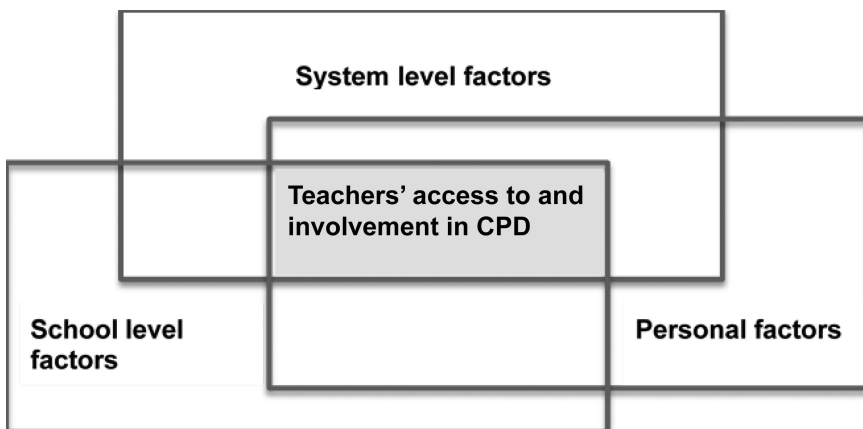 System level factors
Teachers’ access to and
involvement in CPD
School level
factors
Personal factors